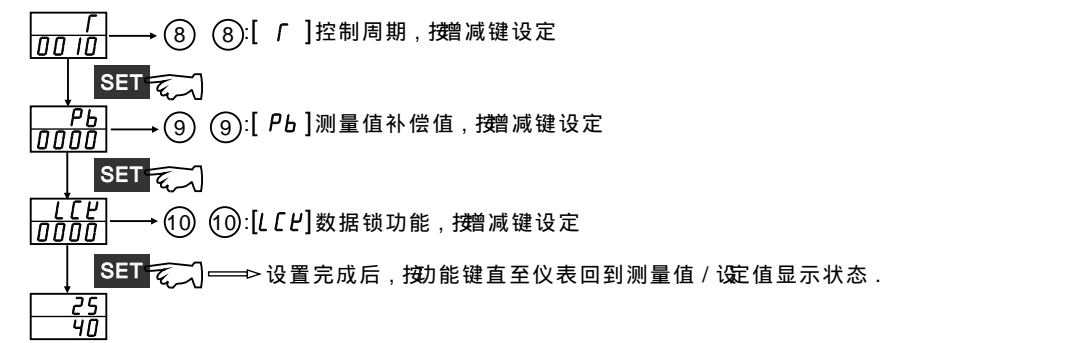 Γ
0010 ⑧ ⑧:[ Γ ]控制周期，按增减键设定
SET
Pb
0000 ⑨ ⑨:[ Pb ]测量值补偿值，按增减键设定
SET
LCK
0000 ⑩ ⑩:[LCK]数据锁功能，按增减键设定
SET 设置完成后，按功能键直至仪表回到测量值/设定值显示状态.
25
40